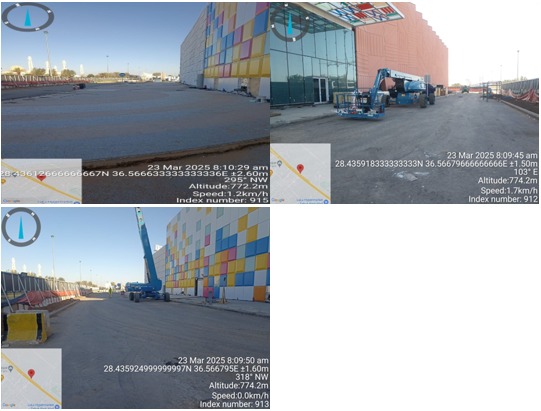 23 Mar 2025 8:10:29 am
28.436126666666667N 36.566633333333336E ±2.60m
295° NW
Altitude:772.2m
Speed:1.2km/h
Index number: 915
23 Mar 2025 8:09:45 am
28.435918333333333N 36.56679666666666E ±1.50m
103° E
Altitude:774.2m
Speed:1.7km/h
Index number: 912
23 Mar 2025 8:09:50 am
28.435924999999997N 36.566795E ±1.60m
318° NW
Altitude:774.2m
Speed:0.0km/h
Index number: 913